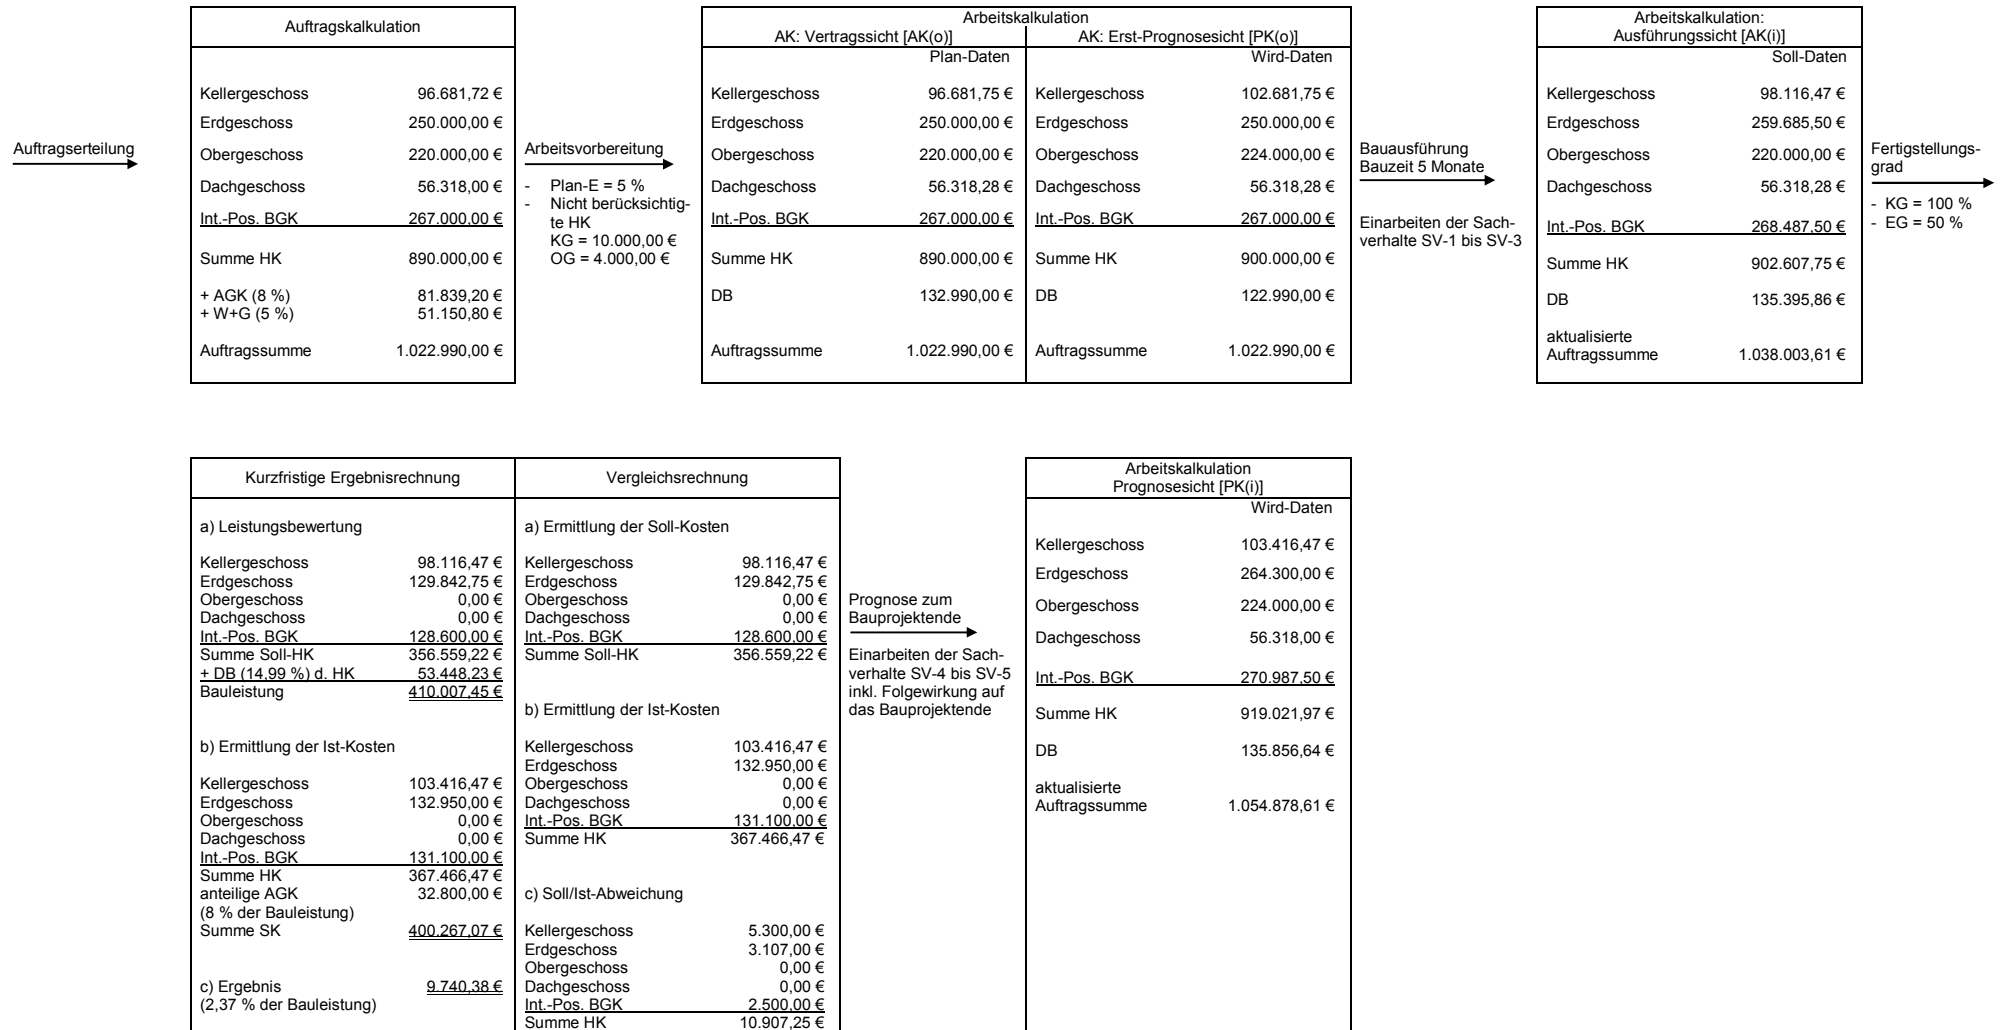 Auftragserteilung
Auftragskalkulation
Kellergeschoss 96.681,72 €
Erdgeschoss 250.000,00 €
Obergeschoss 220.000,00 €
Dachgeschoss 56.318,00 €
Int.-Pos. BGK 267.000,00 €
Summe HK 890.000,00 €
+ AGK (8 %) 81.839,20 €
+ W+G (5 %) 51.150,80 €
Auftragssumme 1.022.990,00 €
Arbeitsvorbereitung
- Plan-E = 5 %
- Nicht berücksichtig-
te HK
KG = 10.000,00 €
OG = 4.000,00 €
Arbeitskalkulation
AK: Vertragssicht [AK(o)]
Plan-Daten
Kellergeschoss 96.681,75 €
Erdgeschoss 250.000,00 €
Obergeschoss 220.000,00 €
Dachgeschoss 56.318,28 €
Int.-Pos. BGK 267.000,00 €
Summe HK 890.000,00 €
DB 132.990,00 €
Auftragssumme 1.022.990,00 €
AK: Erst-Prognosesicht [PK(o)]
Wird-Daten
Kellergeschoss 102.681,75 €
Erdgeschoss 250.000,00 €
Obergeschoss 224.000,00 €
Dachgeschoss 56.318,28 €
Int.-Pos. BGK 267.000,00 €
Summe HK 900.000,00 €
DB 122.990,00 €
Auftragssumme 1.022.990,00 €
Bauausführung
Bauzeit 5 Monate
Einarbeiten der Sach-
verhalte SV-1 bis SV-3
Arbeitskalkulation:
Ausführungssicht [AK(i)]
Soll-Daten
Kellergeschoss 98.116,47 €
Erdgeschoss 259.685,50 €
Obergeschoss 220.000,00 €
Dachgeschoss 56.318,28 €
Int.-Pos. BGK 268.487,50 €
Summe HK 902.607,75 €
DB 135.395,86 €
aktualisierte
Auftragssumme 1.038.003,61 €
Fertigstellungs-
grad
- KG = 100 %
- EG = 50 %
Kurzfristige Ergebnisrechnung
a) Leistungsbewertung
Kellergeschoss 98.116,47 €
Erdgeschoss 129.842,75 €
Obergeschoss 0,00 €
Dachgeschoss 0,00 €
Int.-Pos. BGK 128.600,00 €
Summe Soll-HK 356.559,22 €
+ DB (14,99 %) d. HK 53.448,23 €
Bauleistung 410.007,45 €
b) Ermittlung der Ist-Kosten
Kellergeschoss 103.416,47 €
Erdgeschoss 132.950,00 €
Obergeschoss 0,00 €
Dachgeschoss 0,00 €
Int.-Pos. BGK 131.100,00 €
Summe HK 367.466,47 €
anteilige AGK 32.800,00 €
(8 % der Bauleistung)
Summe SK 400.267,07 €
c) Ergebnis 9.740,38 €
(2,37 % der Bauleistung)
Vergleichsrechnung
a) Ermittlung der Soll-Kosten
Kellergeschoss 98.116,47 €
Erdgeschoss 129.842,75 €
Obergeschoss 0,00 €
Dachgeschoss 0,00 €
Int.-Pos. BGK 128.600,00 €
Summe Soll-HK 356.559,22 €
b) Ermittlung der Ist-Kosten
Kellergeschoss 103.416,47 €
Erdgeschoss 132.950,00 €
Obergeschoss 0,00 €
Dachgeschoss 0,00 €
Int.-Pos. BGK 131.100,00 €
Summe HK 367.466,47 €
c) Soll/Ist-Abweichung
Kellergeschoss 5.300,00 €
Erdgeschoss 3.107,00 €
Obergeschoss 0,00 €
Dachgeschoss 0,00 €
Int.-Pos. BGK 2.500,00 €
Summe HK 10.907,25 €
Prognose zum
Bauprojektende
Einarbeiten der Sach-
verhalte SV-4 bis SV-5
inkl. Folgewirkung auf
das Bauprojektende
Arbeitskalkulation
Prognosesicht [PK(i)]
Wird-Daten
Kellergeschoss 103.416,47 €
Erdgeschoss 264.300,00 €
Obergeschoss 224.000,00 €
Dachgeschoss 56.318,00 €
Int.-Pos. BGK 270.987,50 €
Summe HK 919.021,97 €
DB 135.856,64 €
aktualisierte
Auftragssumme 1.054.878,61 €